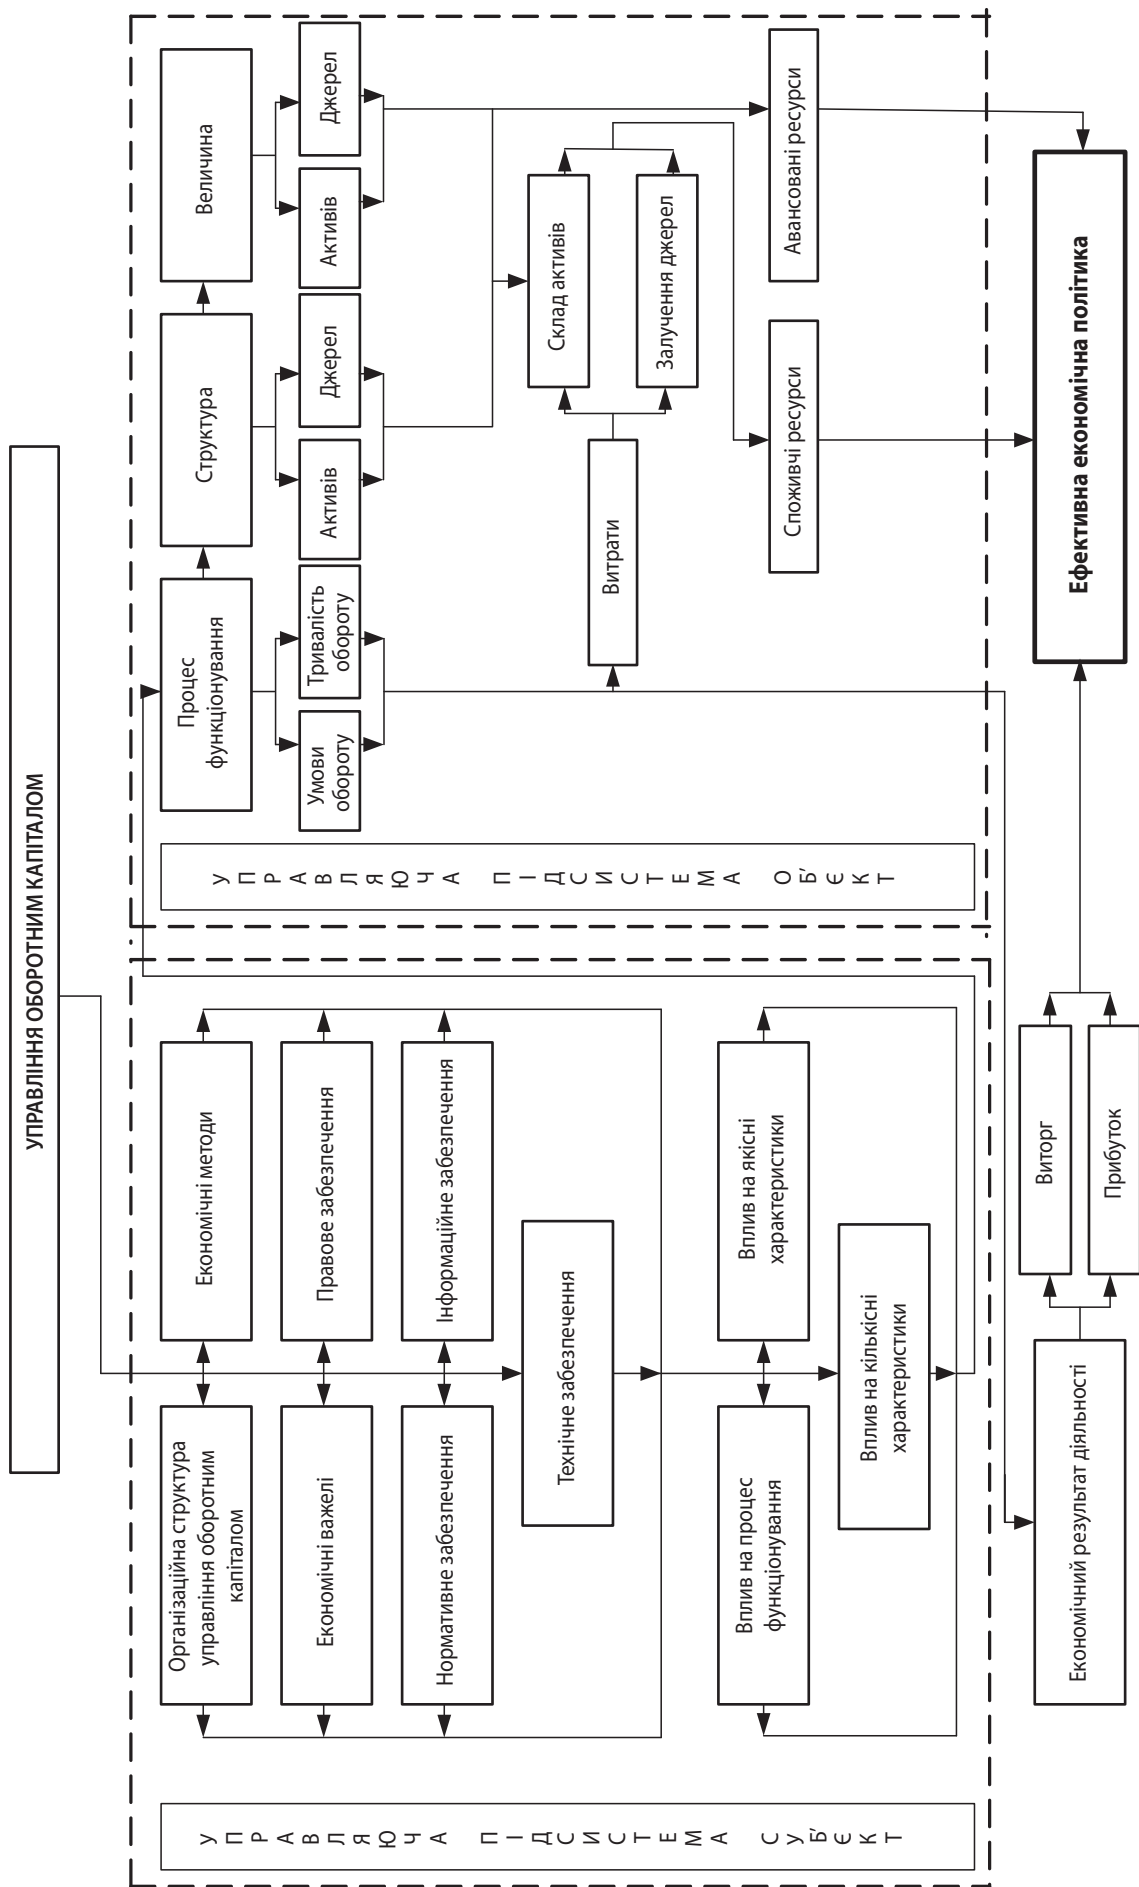 УПРАВЛІННЯ ОБОРОТНИМ КАПІТАЛОМ
УПРАВЛЯЮЧА ПІДСИСТЕМА СУБ'ЄКТ
Організаційна структура
управління оборотним
капіталом
Економічні методи
Економічні важелі
Правове забезпечення
Нормативне забезпечення
Інформаційне забезпечення
Технічне забезпечення
Вплив на процес
функціонування
Вплив на якісні
характеристики
Вплив на кількісні
характеристики
УПРАВЛЯЮЧА ПІДСИСТЕМА ОБ'ЄКТ
Процес
функціонування
Структура
Величина
Умови
обороту
Тривалість
обороту
Активів
Джерел
Активів
Джерел
Витрати
Склад активів
Залучення джерел
Споживчі ресурси
Авансовані ресурси
Економічний результат діяльності
Виторг
Прибуток
Ефективна економічна політика